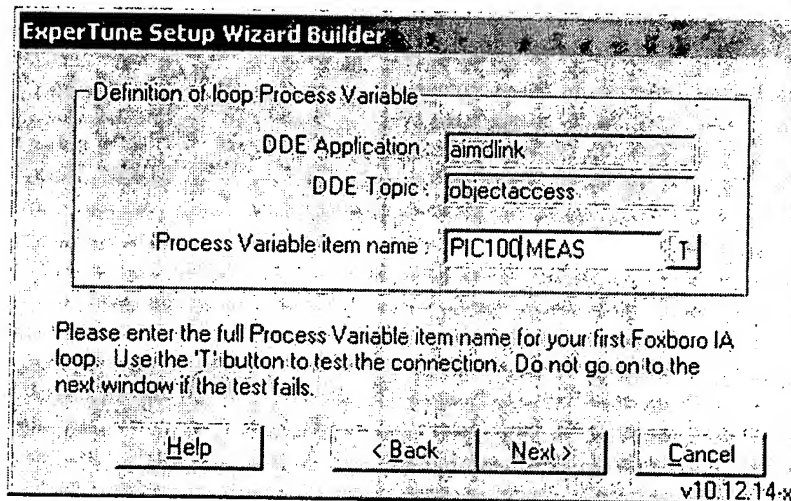 ExperTune Setup Wizard Builder
Definition of loop Process Variable
DDE Application : aimdlink
DDE Topic : objectaccess
Process Variable item name : PIC100.MEAS T
Please enter the full Process Variable item name for your first Foxboro IA
loop. Use the 'T' button to test the connection. Do not go on to the
next window if the test fails.
Help < Back Next > Cancel
v10.12.14-x